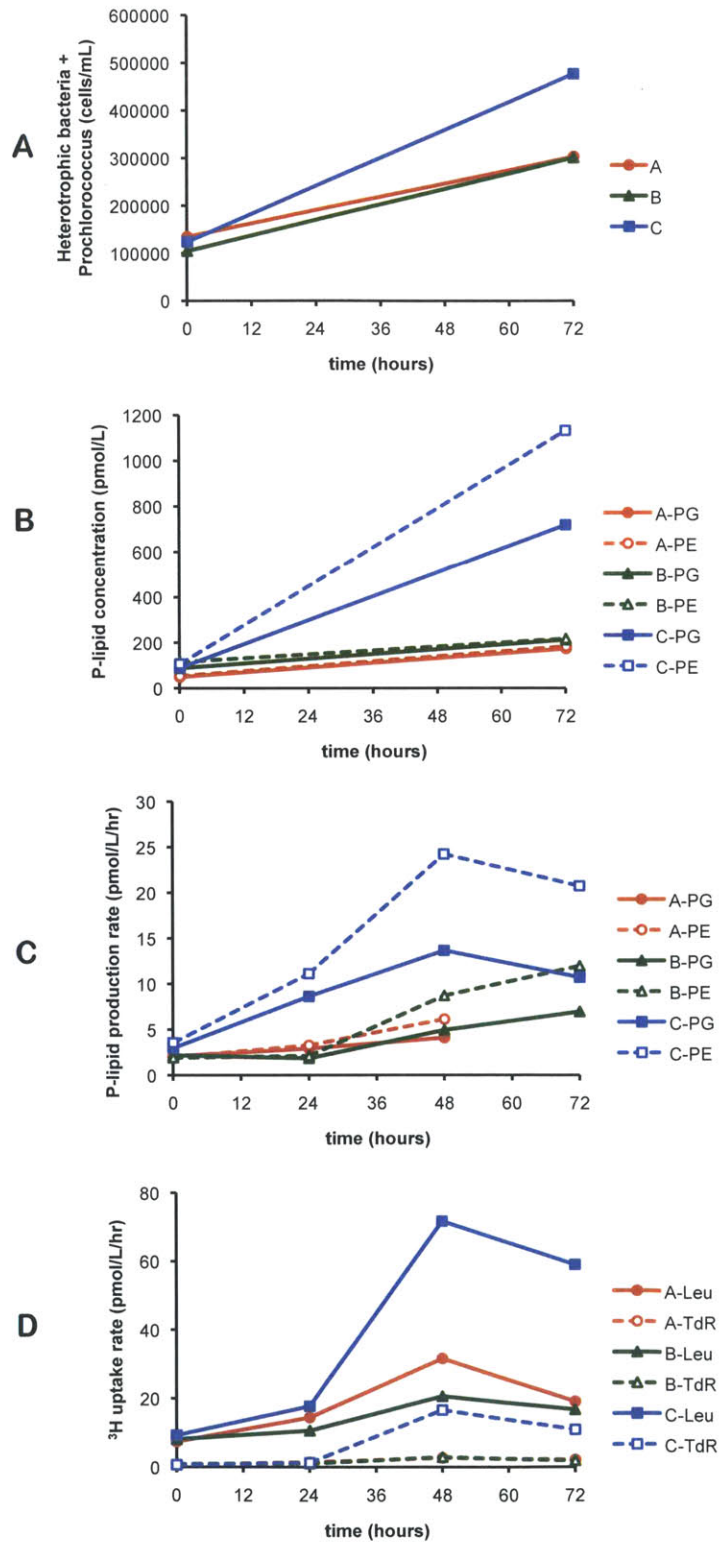 A
Heterotrophic bacteria +
Prochlorococcus (cells/mL)
600000
500000
400000
300000
200000
100000
0
0 12 24 36 48 60 72
time (hours)
A
B
C
B
P-lipid concentration (pmol/L)
1200
1000
800
600
400
200
0
0 12 24 36 48 60 72
time (hours)
A-PG
A-PE
B-PG
B-PE
C-PG
C-PE
C
P-lipid production rate (pmol/L/hr)
30
25
20
15
10
5
0
0 12 24 36 48 60 72
time (hours)
A-PG
A-PE
B-PG
B-PE
C-PG
C-PE
D
³H uptake rate (pmol/L/hr)
80
60
40
20
0
0 12 24 36 48 60 72
time (hours)
A-Leu
A-TdR
B-Leu
B-TdR
C-Leu
C-TdR